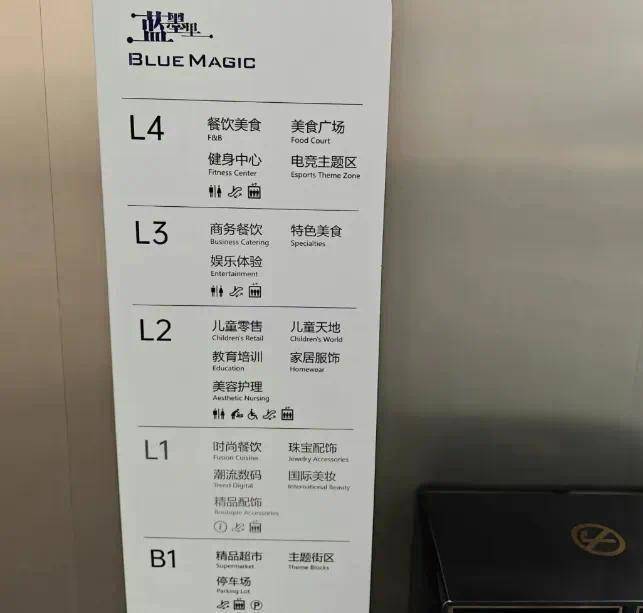 蓝墨里
BLUE MAGIC
L4
餐饮美食 美食广场
F&B Food Court
健身中心 电竞主题区
Fitness Center Esports Theme Zone
L3
商务餐饮 特色美食
Business Catering Specialties
娱乐体验
Entertainment
L2
儿童零售 儿童天地
Children's Retail Children's World
教育培训 家居服饰
Education Homewear
美容护理
Aesthetic Nursing
L1
时尚餐饮 珠宝配饰
Fusion Cuisine Jewelry Accessories
潮流数码 国际美妆
Trend Digital International Beauty
精品配饰
Boutique Accessories
B1
精品超市 主题街区
Supermarket Theme Blocks
停车场
Parking Lot
P